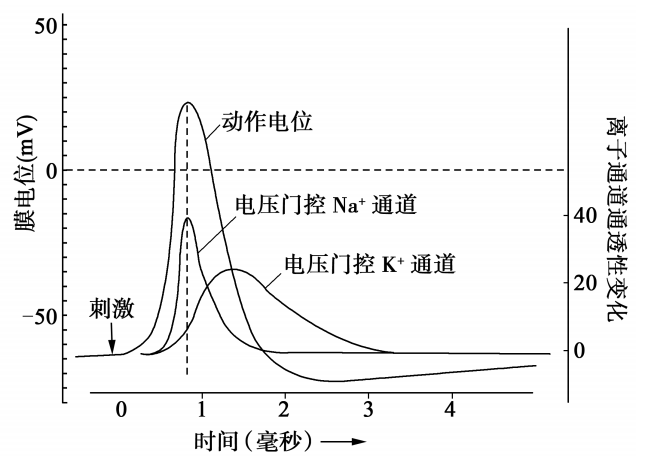 50
0
−50
膜电位(mV)
动作电位
电压门控 Na⁺ 通道
电压门控 K⁺ 通道
刺激
40
20
0
离子通道通透性变化
0 1 2 3 4
时间(毫秒)